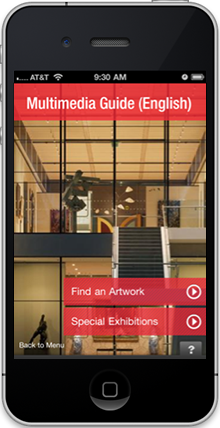 AT&T 9:30 AM
Multimedia Guide (English)
Find an Artwork
Special Exhibitions
Back to Menu
?